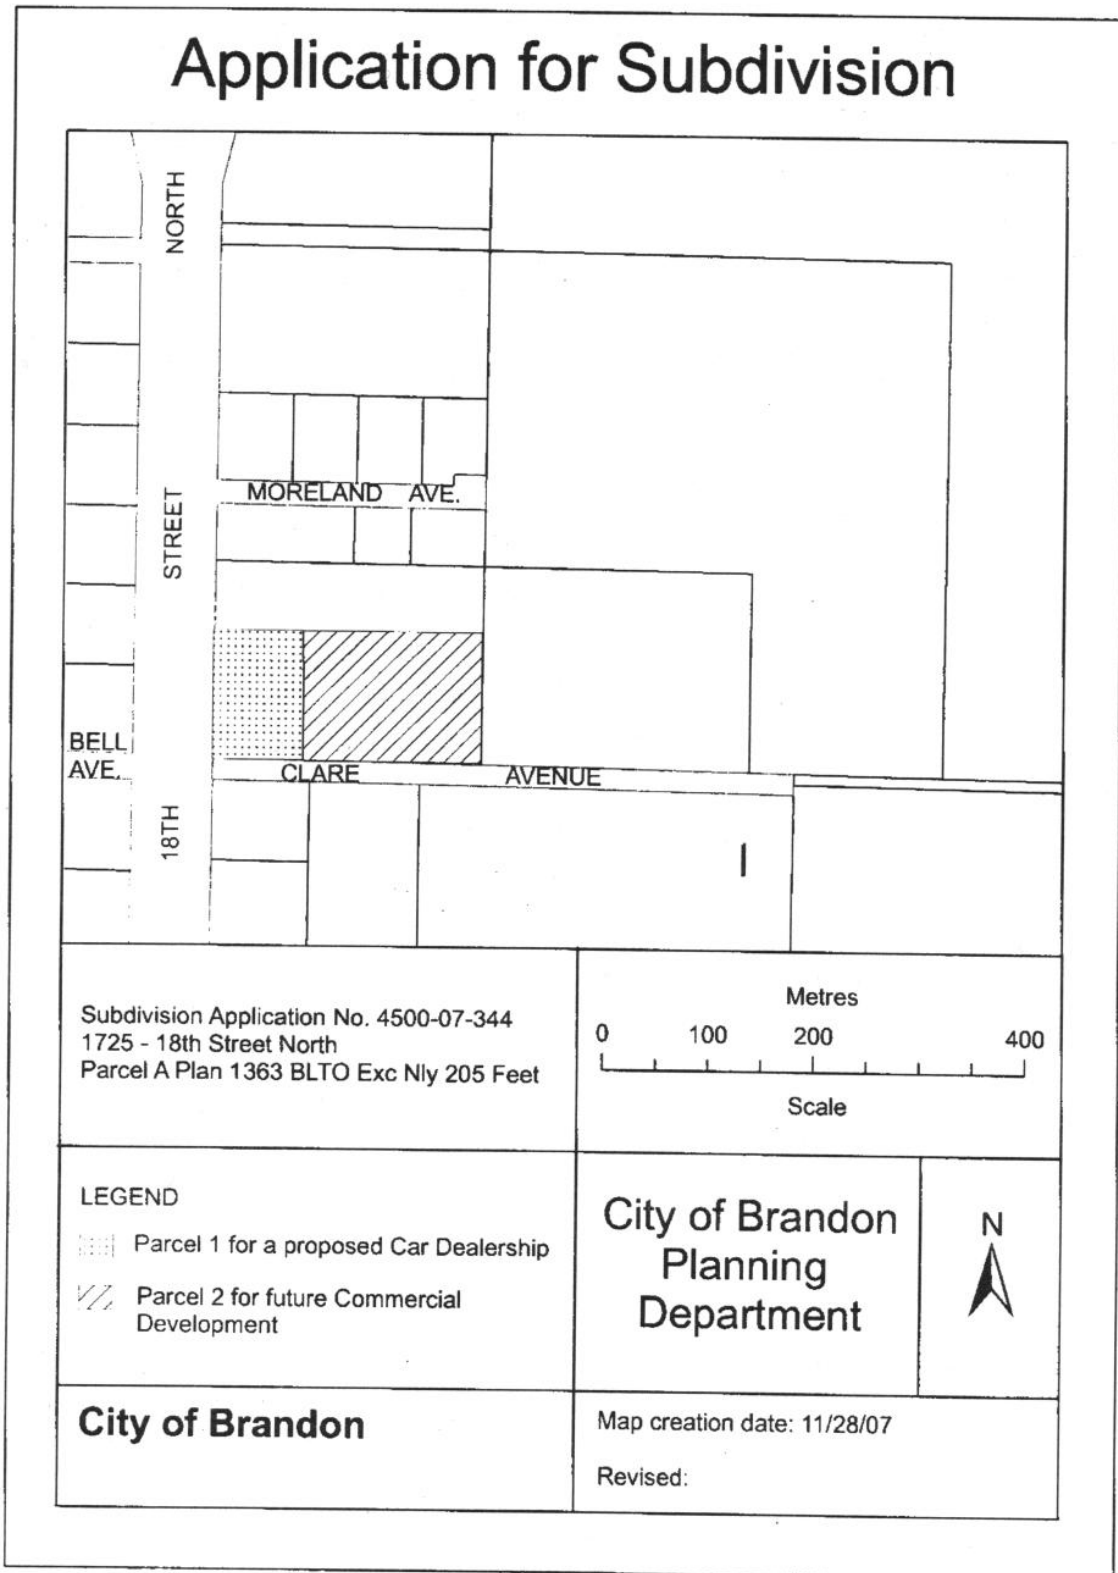 Application for Subdivision
NORTH
STREET
18TH
MORELAND AVE.
BELL
AVE.
CLARE AVENUE
Subdivision Application No. 4500-07-344
1725 - 18th Street North
Parcel A Plan 1363 BLTO Exc Nly 205 Feet
Metres
0 100 200 400
Scale
LEGEND
Parcel 1 for a proposed Car Dealership
Parcel 2 for future Commercial
Development
City of Brandon
Planning
Department
N
City of Brandon
Map creation date: 11/28/07
Revised: